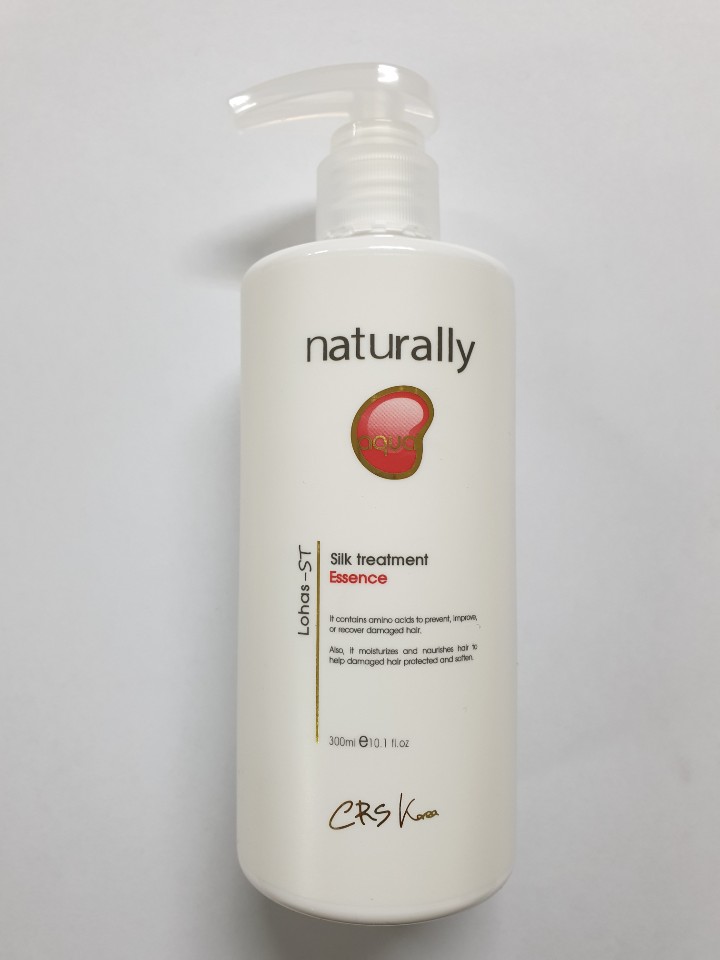 naturally
aqua
Lohas-ST
Silk treatment
Essence
It contains amino acids to prevent, improve,
or recover damaged hair.
Also, it moisturizes and nourishes hair to
help damaged hair protected and soften.
300ml e 10.1 fl.oz
CRS Korea